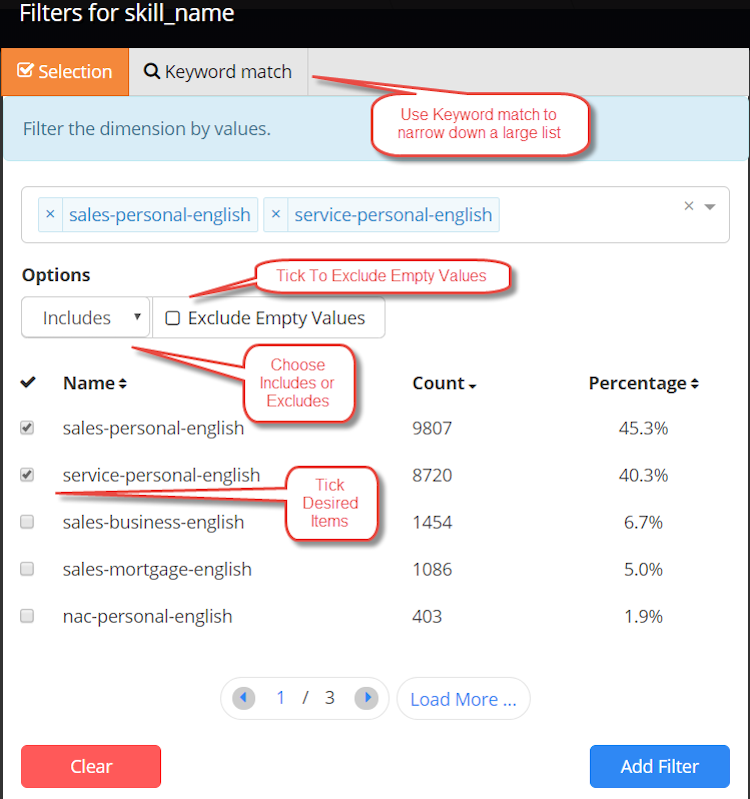 Filters for skill_name
Selection
Keyword match
Use Keyword match to
narrow down a large list
Filter the dimension by values.
× sales-personal-english × service-personal-english ×
Options
Tick To Exclude Empty Values
Includes
Exclude Empty Values
Choose
Includes or
Excludes
Name Count Percentage
sales-personal-english 9807 45.3%
service-personal-english 8720 40.3%
Tick
Desired
Items
sales-business-english 1454 6.7%
sales-mortgage-english 1086 5.0%
nac-personal-english 403 1.9%
1 / 3 Load More ...
Clear
Add Filter